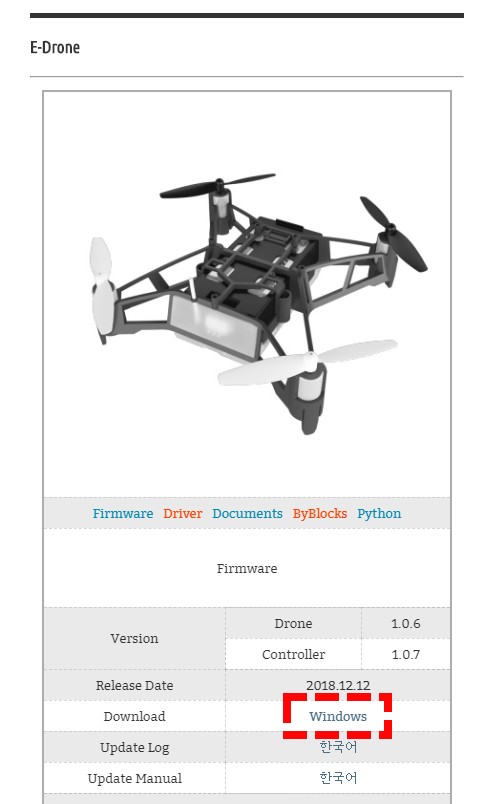 E-Drone
Firmware Driver Documents ByBlocks Python
Firmware
Version Drone 1.0.6
Controller 1.0.7
Release Date 2018.12.12
Download Windows
Update Log 한국어
Update Manual 한국어